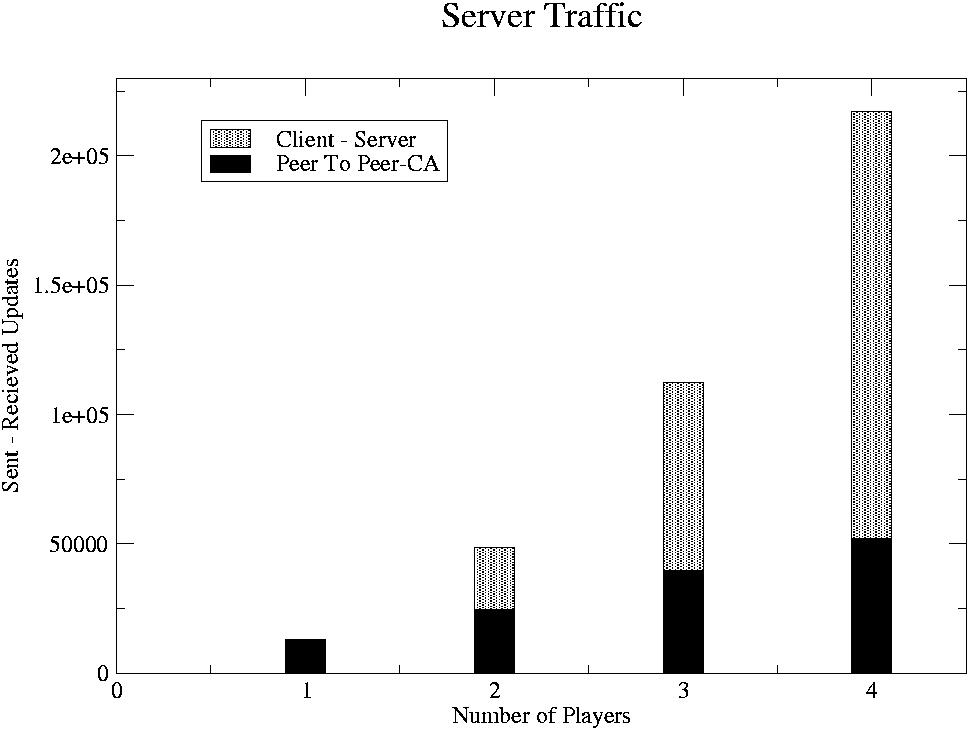 Server Traffic
Client - Server
Peer To Peer-CA
2e+05
1.5e+05
1e+05
50000
0
Sent - Recieved Updates
0 1 2 3 4
Number of Players